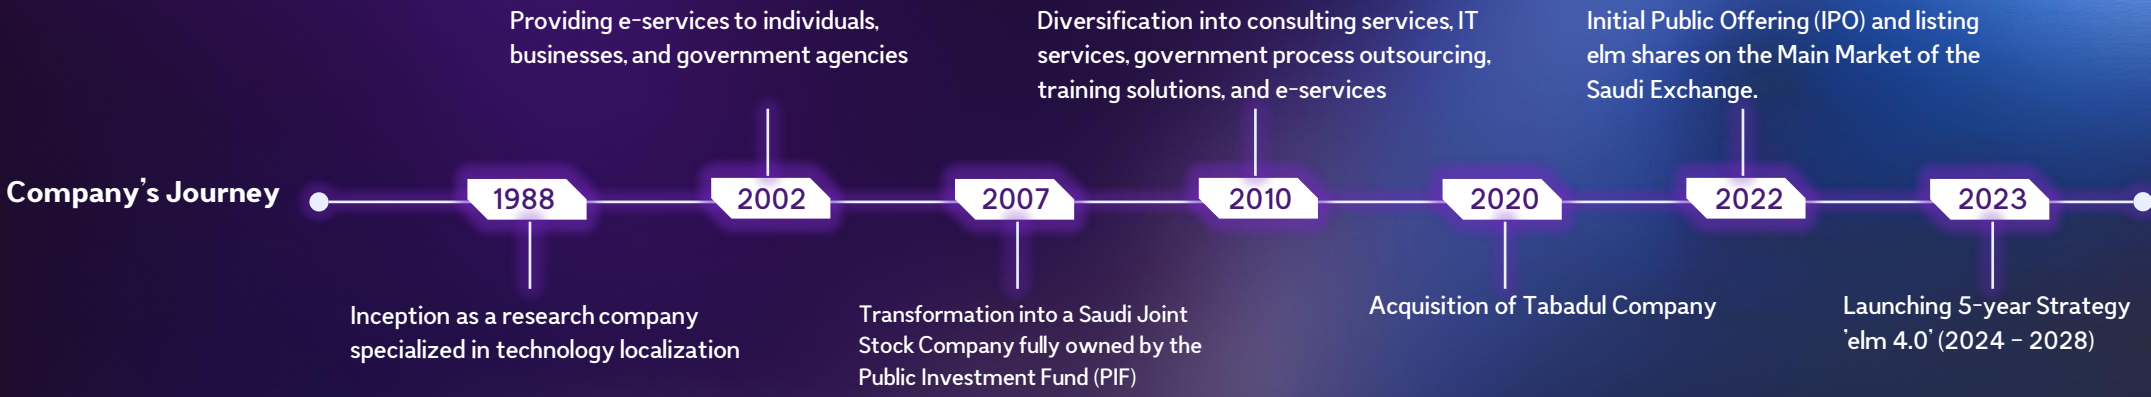 Company's Journey
1988
Inception as a research company
specialized in technology localization
Providing e-services to individuals,
businesses, and government agencies
2002
2007
Transformation into a Saudi Joint
Stock Company fully owned by the
Public Investment Fund (PIF)
Diversification into consulting services, IT
services, government process outsourcing,
training solutions, and e-services
2010
2020
Acquisition of Tabadul Company
Initial Public Offering (IPO) and listing
elm shares on the Main Market of the
Saudi Exchange.
2022
2023
Launching 5-year Strategy
'elm 4.0' (2024 – 2028)